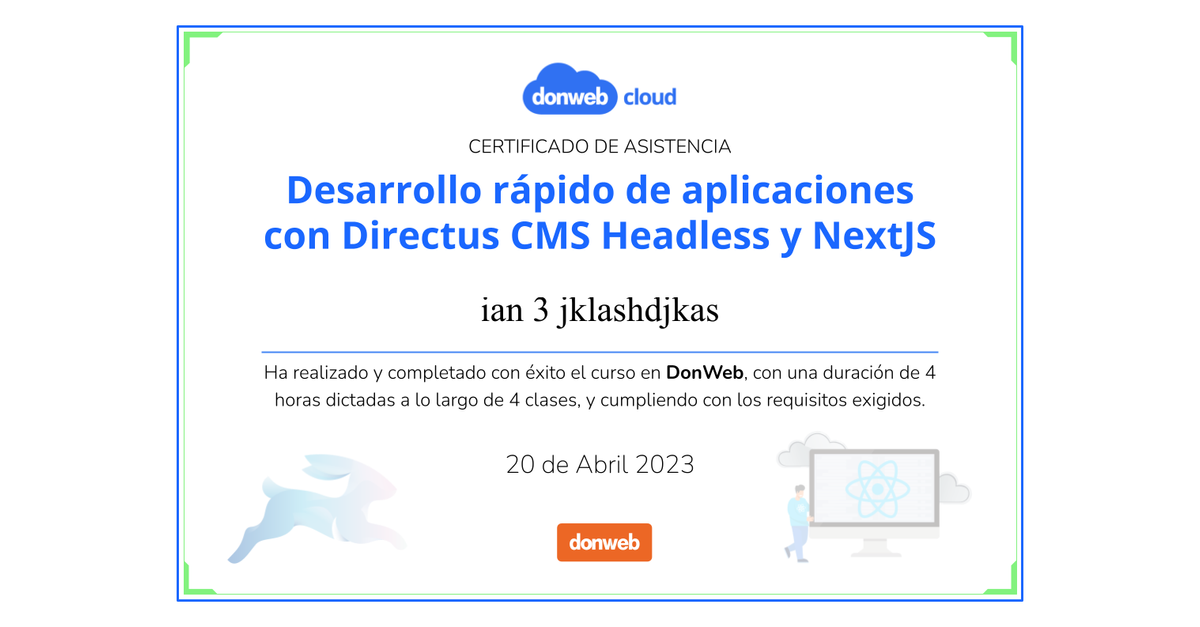 donweb cloud
CERTIFICADO DE ASISTENCIA
Desarrollo rápido de aplicaciones
con Directus CMS Headless y NextJS
ian 3 jklashdjkas
Ha realizado y completado con éxito el curso en DonWeb, con una duración de 4
horas dictadas a lo largo de 4 clases, y cumpliendo con los requisitos exigidos.
20 de Abril 2023
donweb